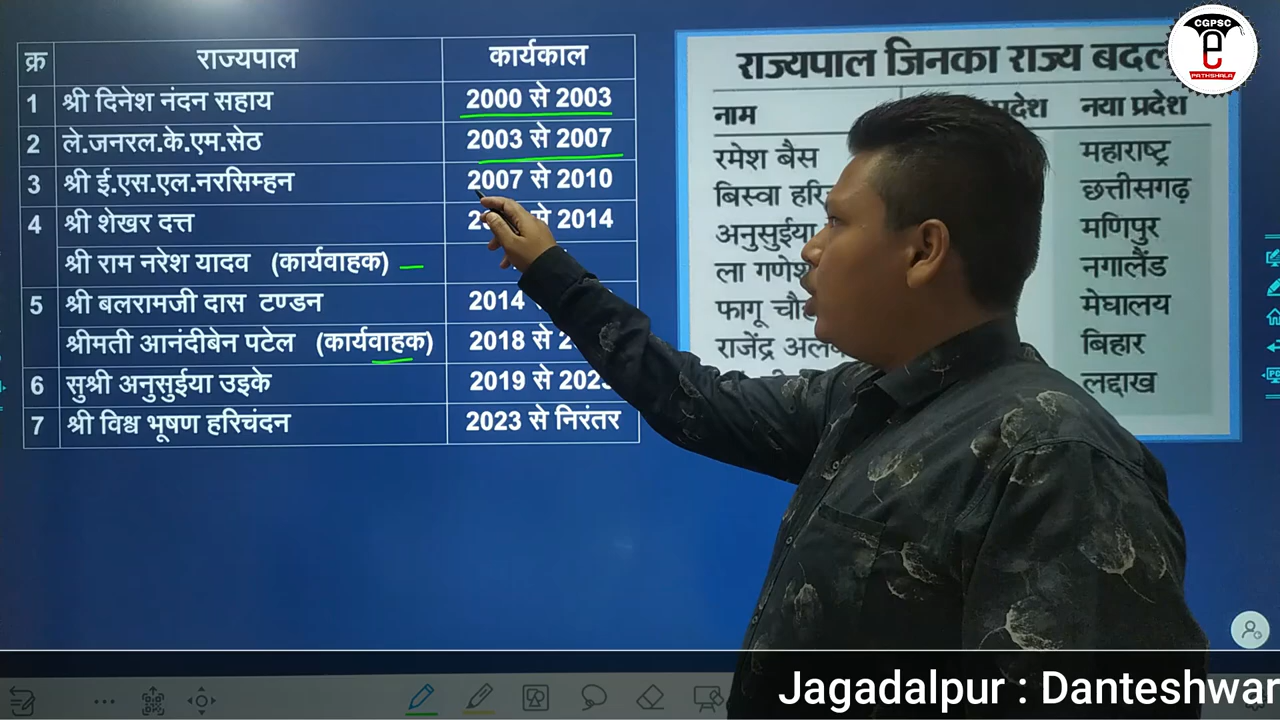 क्र राज्यपाल कार्यकाल
1 श्री दिनेश नंदन सहाय 2000 से 2003
2 ले.जनरल.के.एम.सेठ 2003 से 2007
3 श्री ई.एस.एल.नरसिम्हन 2007 से 2010
4 श्री शेखर दत्त से 2014
श्री राम नरेश यादव (कार्यवाहक)
5 श्री बलरामजी दास टण्डन 2014
श्रीमती आनंदीबेन पटेल (कार्यवाहक) 2018 से
6 सुश्री अनुसुईया उइके 2019 से 2023
7 श्री विश्व भूषण हरिचंदन 2023 से निरंतर
राज्यपाल जिनका राज्य
नाम नया प्रदेश
रमेश बैस महाराष्ट्र
बिस्वा छत्तीसगढ़
अनुसुईया मणिपुर
ला नगालैंड
फागू मेघालय
राजेंद्र बिहार
लद्दाख
CGPSC
e
PATHSHALA
Jagadalpur : Danteshwar